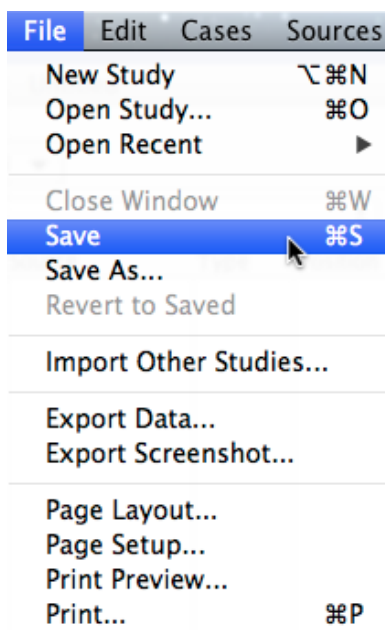 File Edit Cases Sources
New Study ⌥⌘N
Open Study... ⌘O
Open Recent ▶
Close Window ⌘W
Save ⌘S
Save As...
Revert to Saved
Import Other Studies...
Export Data...
Export Screenshot...
Page Layout...
Page Setup...
Print Preview...
Print... ⌘P